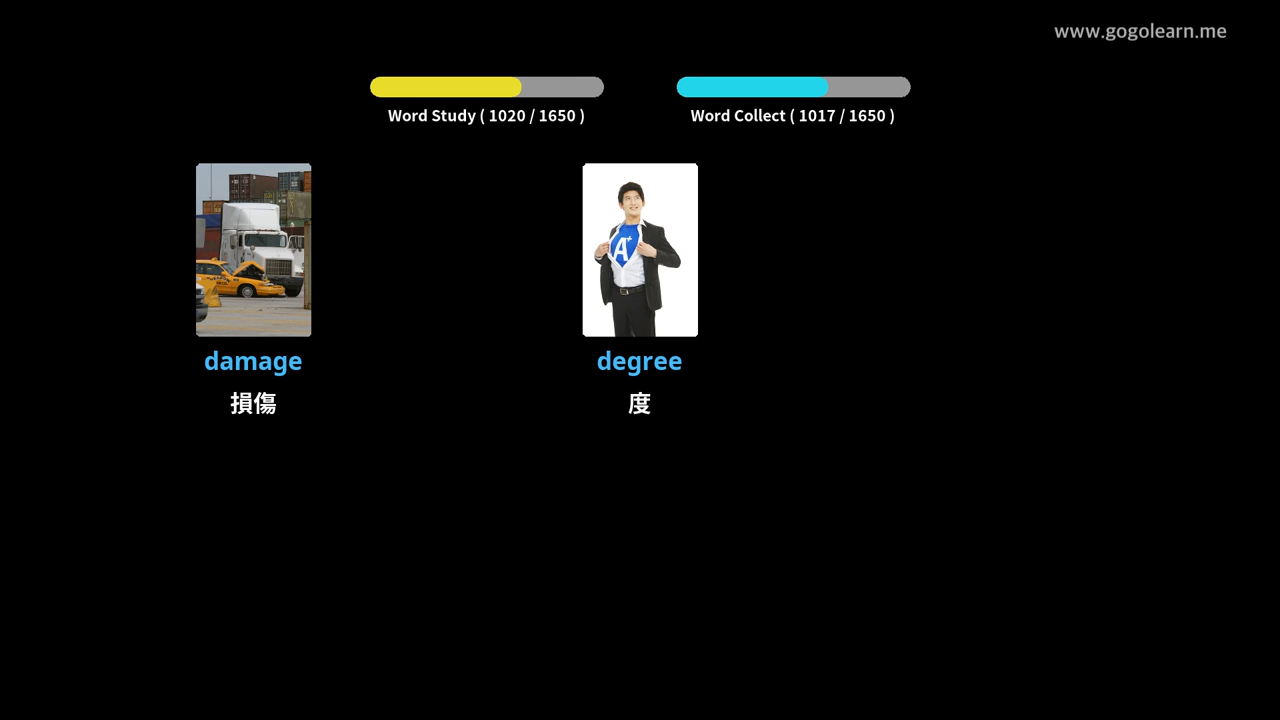 www.gogolearn.me
Word Study ( 1020 / 1650 )
Word Collect ( 1017 / 1650 )
A+
damage
degree
損傷
度